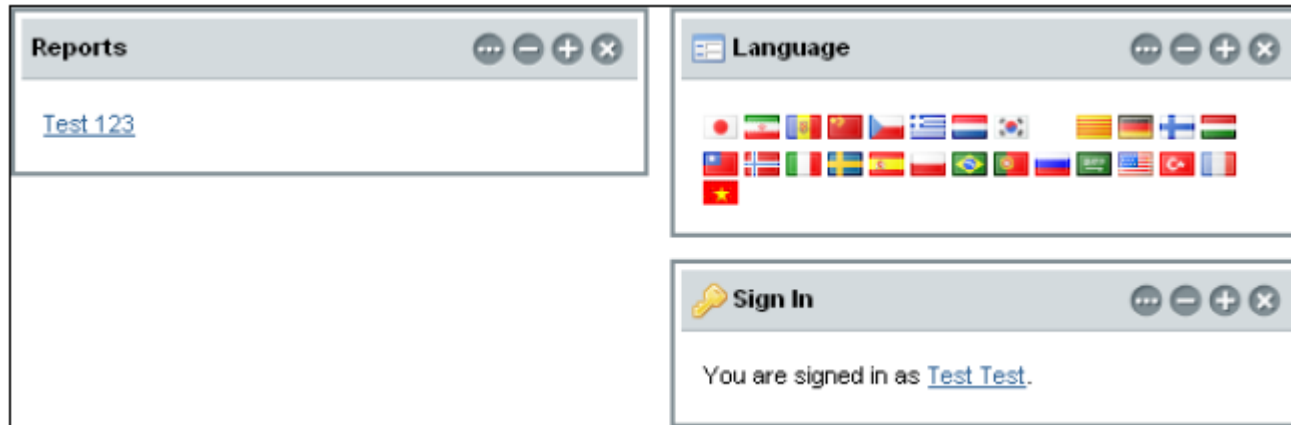 Reports
Test 123
Language
Sign In
You are signed in as Test Test.